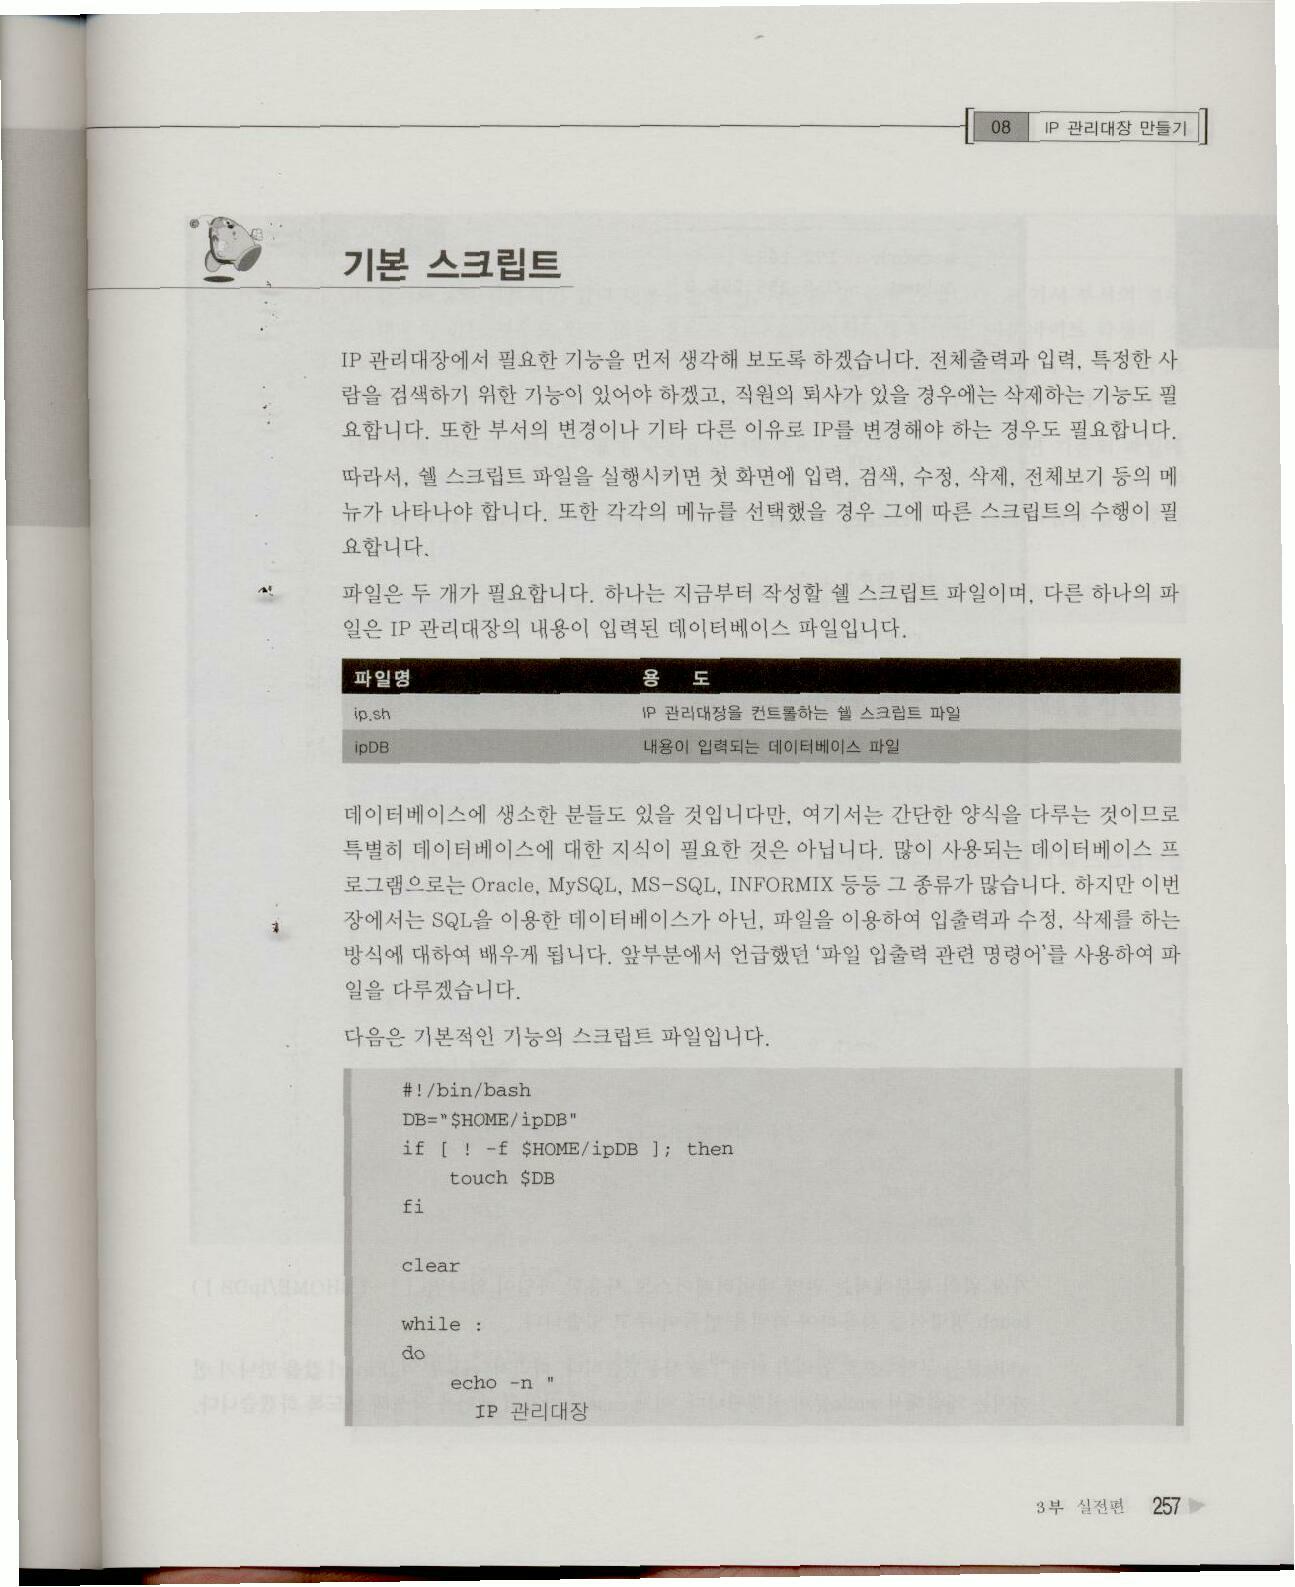 08 IP 관리대장 만들기
기본 스크립트
IP 관리대장에서 필요한 기능을 먼저 생각해 보도록 하겠습니다. 전체출력과 입력, 특정한 사
람을 검색하기 위한 기능이 있어야 하겠고, 직원의 퇴사가 있을 경우에는 삭제하는 기능도 필
요합니다. 또한 부서의 변경이나 기타 다른 이유로 IP를 변경해야 하는 경우도 필요합니다.
따라서, 쉘 스크립트 파일을 실행시키면 첫 화면에 입력, 검색, 수정, 삭제, 전체보기 등의 메
뉴가 나타나야 합니다. 또한 각각의 메뉴를 선택했을 경우 그에 따른 스크립트의 수행이 필
요합니다.
파일은 두 개가 필요합니다. 하나는 지금부터 작성할 쉘 스크립트 파일이며, 다른 하나의 파
일은 IP 관리대장의 내용이 입력된 데이터베이스 파일입니다.
파일명 용 도
ip.sh IP 관리대장을 컨트롤하는 쉘 스크립트 파일
ipDB 내용이 입력되는 데이터베이스 파일
데이터베이스에 생소한 분들도 있을 것입니다만, 여기서는 간단한 양식을 다루는 것이므로
특별히 데이터베이스에 대한 지식이 필요한 것은 아닙니다. 많이 사용되는 데이터베이스 프
로그램으로는 Oracle, MySQL, MS-SQL, INFORMIX 등등 그 종류가 많습니다. 하지만 이번
장에서는 SQL을 이용한 데이터베이스가 아닌, 파일을 이용하여 입출력과 수정, 삭제를 하는
방식에 대하여 배우게 됩니다. 앞부분에서 언급했던 '파일 입출력 관련 명령어'를 사용하여 파
일을 다루겠습니다.
다음은 기본적인 기능의 스크립트 파일입니다.
#!/bin/bash
DB="$HOME/ipDB"
if [ ! -f $HOME/ipDB ]; then
touch $DB
fi
clear
while :
do
echo -n "
IP 관리대장
3부 실전편 257